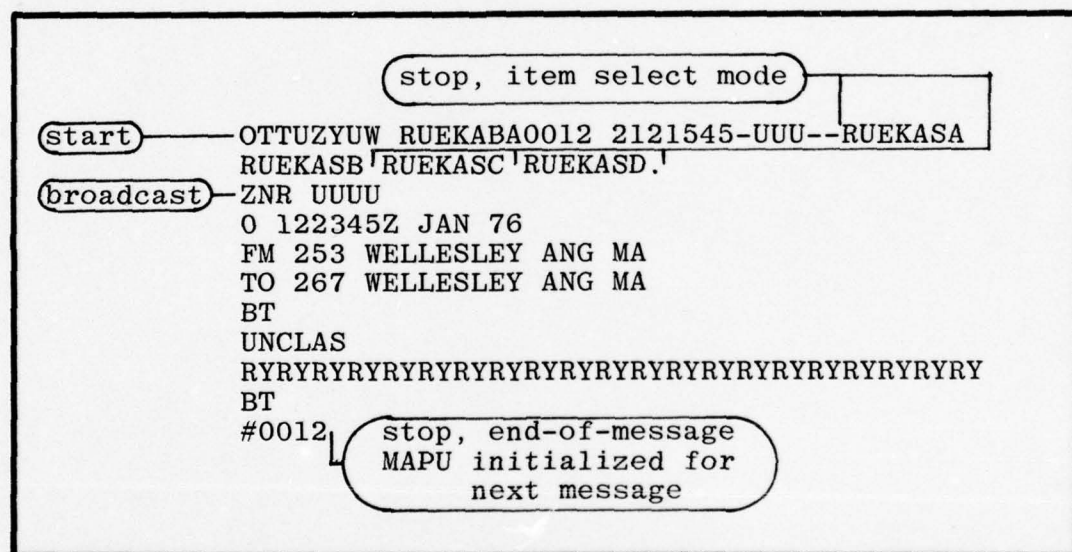 stop, item select mode
start OTTUZYUW RUEKABA0012 2121545-UUU--RUEKASA
RUEKASB RUEKASC RUEKASD.
broadcast ZNR UUUU
O 122345Z JAN 76
FM 253 WELLESLEY ANG MA
TO 267 WELLESLEY ANG MA
BT
UNCLAS
RYRYRYRYRYRYRYRYRYRYRYRYRYRYRYRYRYRYRYRYRY
BT
#0012 stop, end-of-message
MAPU initialized for
next message